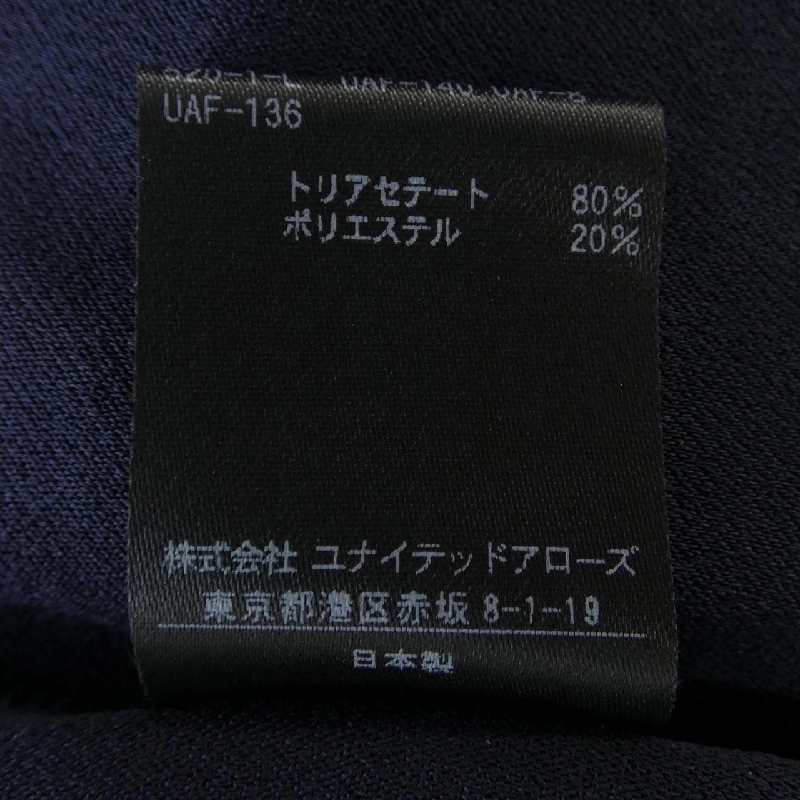 UAF-136
トリアセテート 80%
ポリエステル 20%
株式会社 ユナイテッドアローズ
東京都港区赤坂 8-1-19
日本製